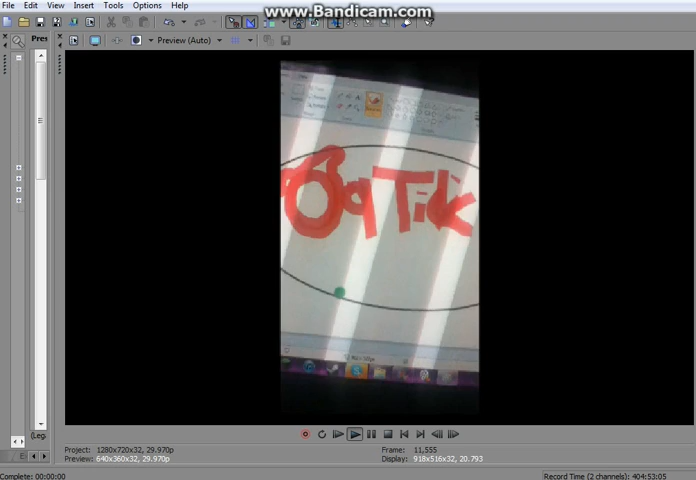 www.Bandicam.com
File Edit View Insert Tools Options Help
Pres
Preview (Auto)
(Leg
Project: 1280x720x32, 29.970p
Preview: 640x360x32, 29.970p
Frame: 11,555
Display: 918x516x32, 20.793
Complete: 00:00:00
Record Time (2 channels): 404:53:05